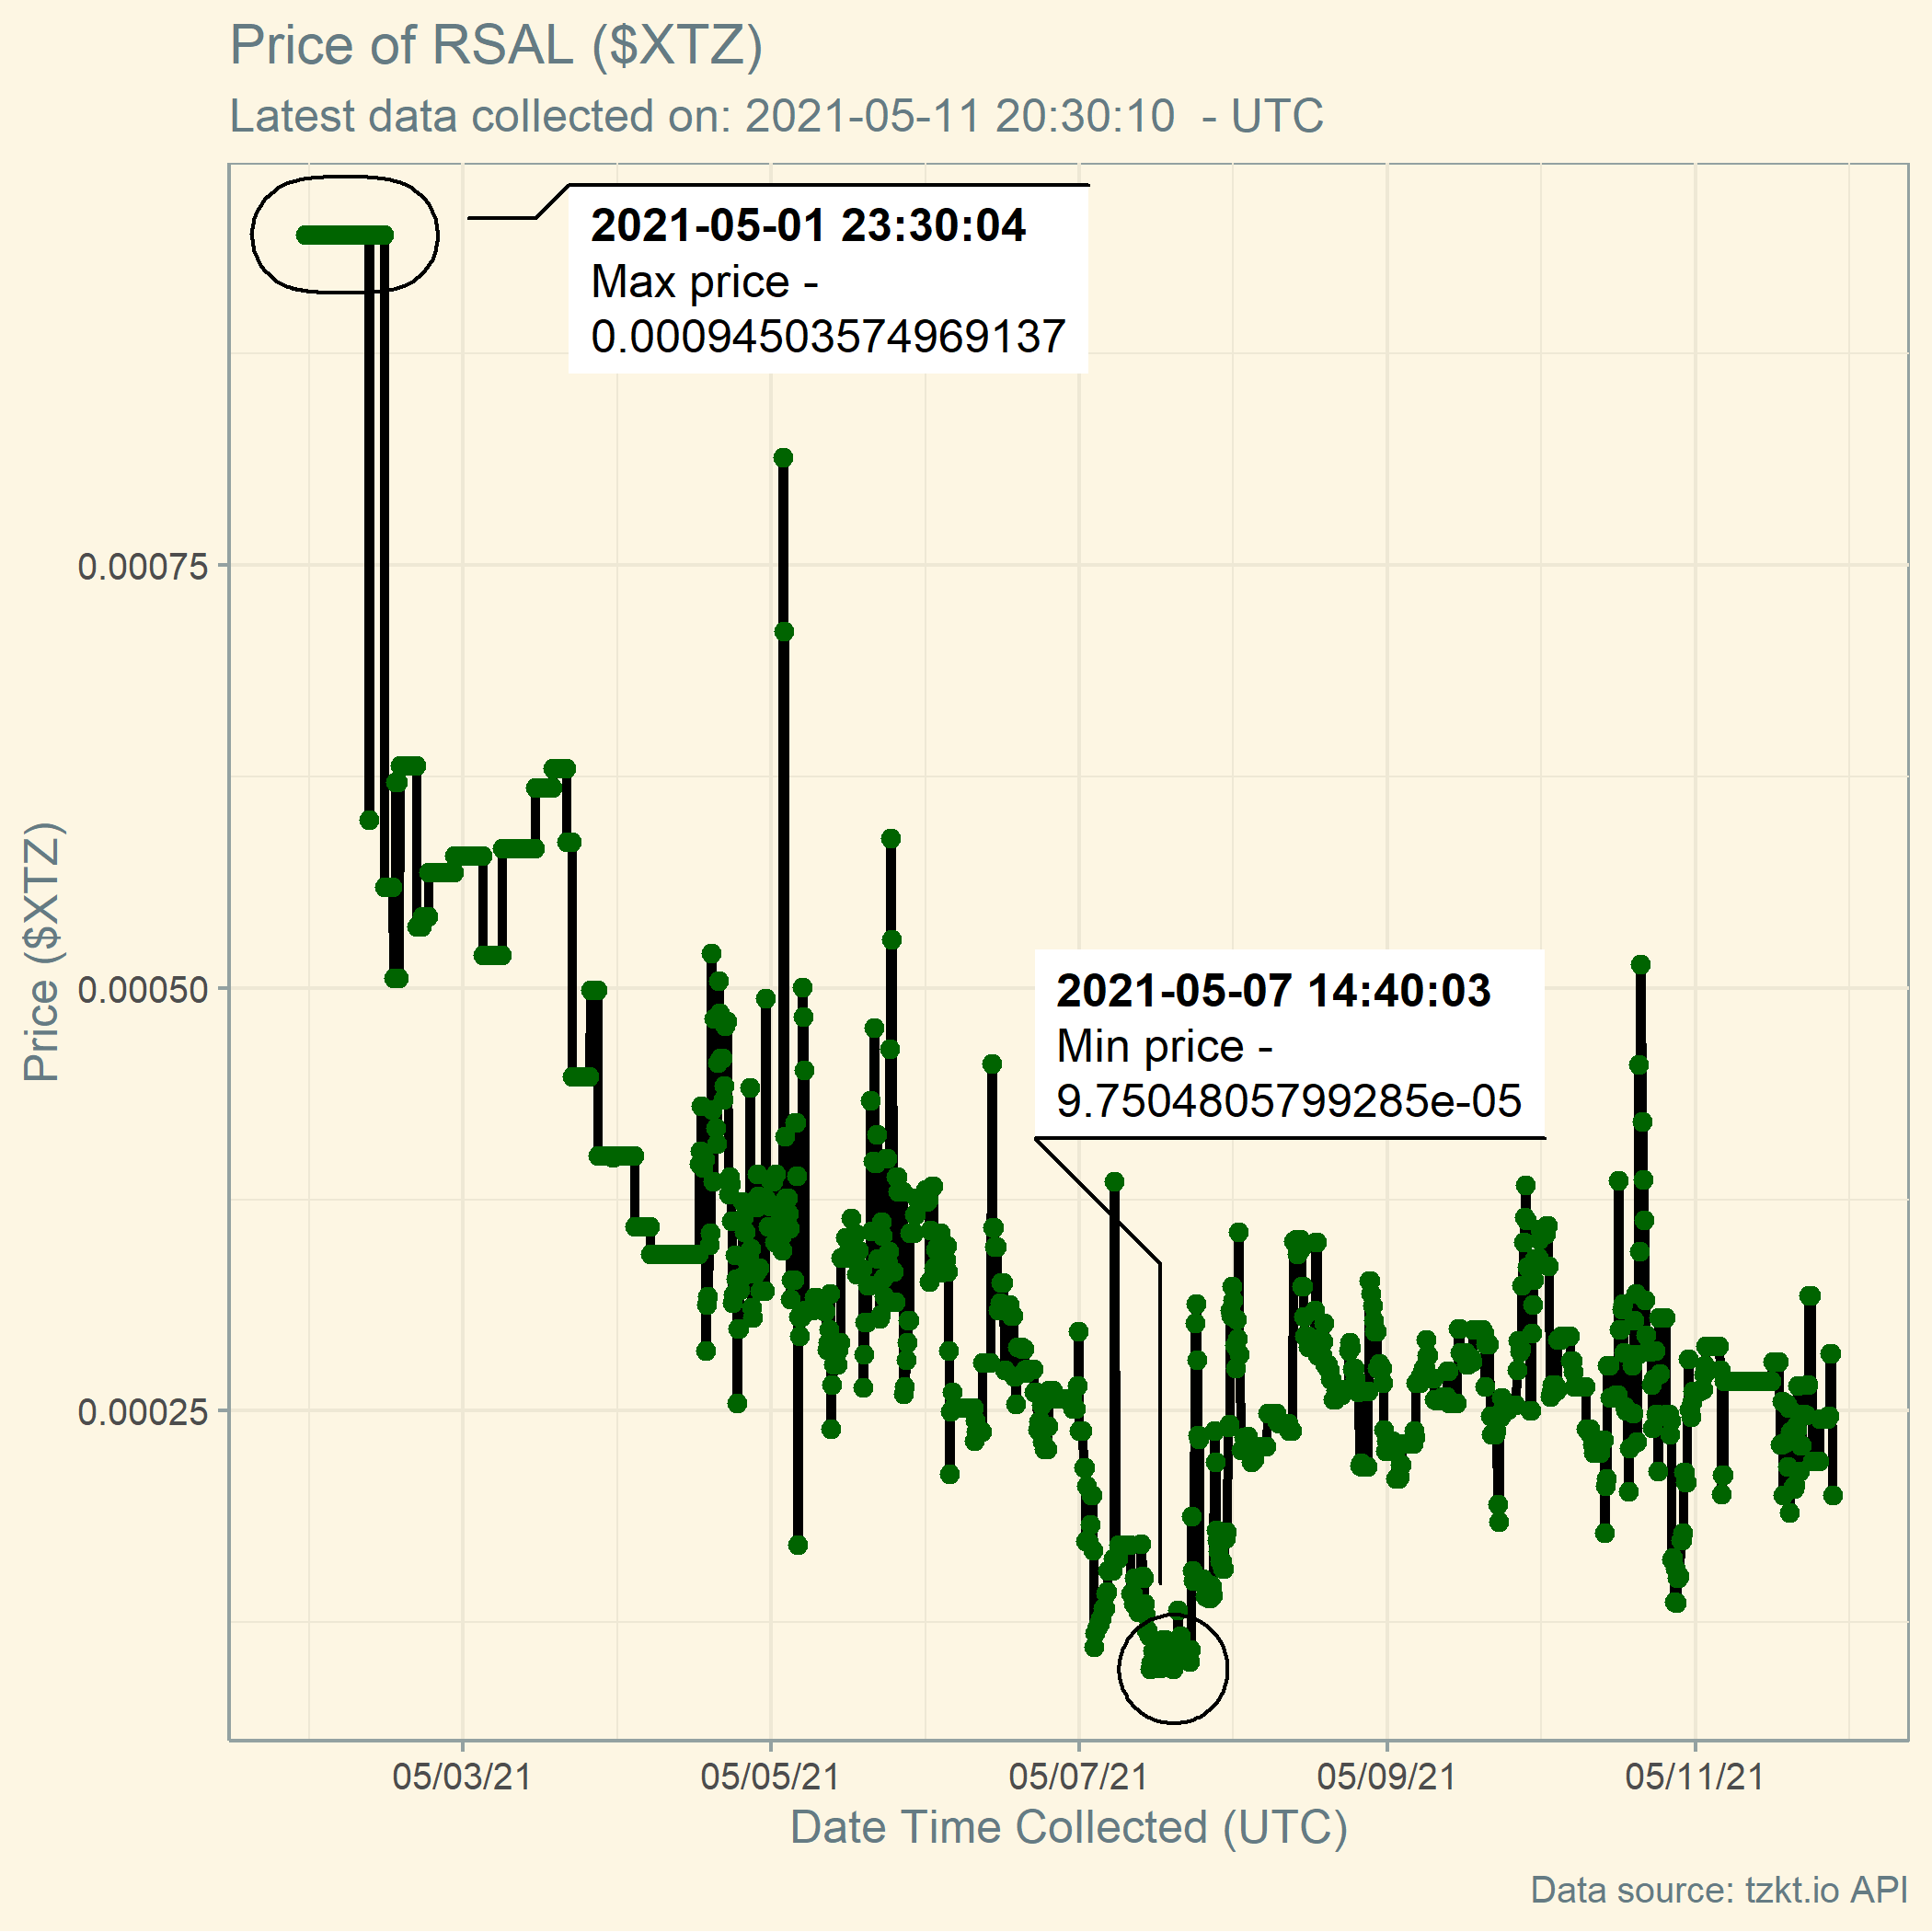 Price of RSAL ($XTZ)
Latest data collected on: 2021-05-11 20:30:10  - UTC
2021-05-01 23:30:04
Max price -
0.000945035749691​37
0.00075
0.00050
0.00025
Price ($XTZ)
2021-05-07 14:40:03
Min price -
9.7504805799285e-05
05/03/21
05/05/21
05/07/21
05/09/21
05/11/21
Date Time Collected (UTC)
Data source: tzkt.io API